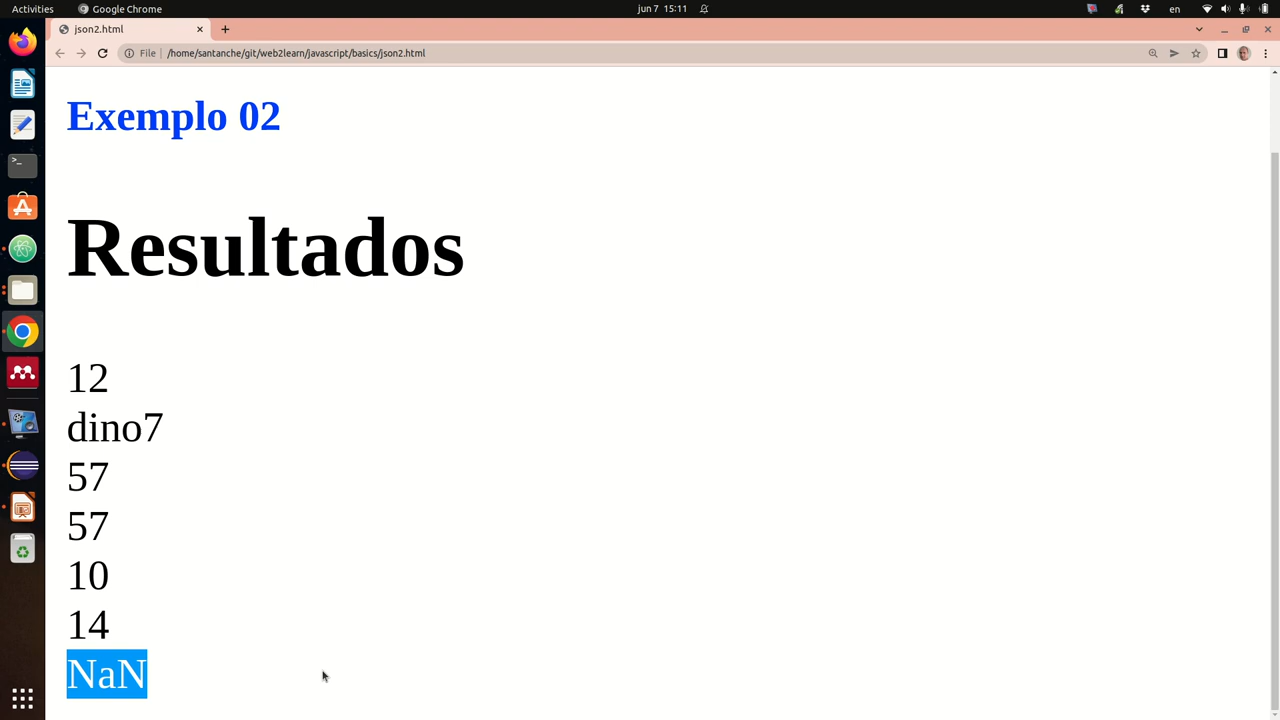 Activities
Google Chrome
jun 7 15:11
en
json2.html
File
/home/santanche/git/web2learn/javascript/basics/json2.html
Exemplo 02
Resultados
12
dino7
57
57
10
14
NaN